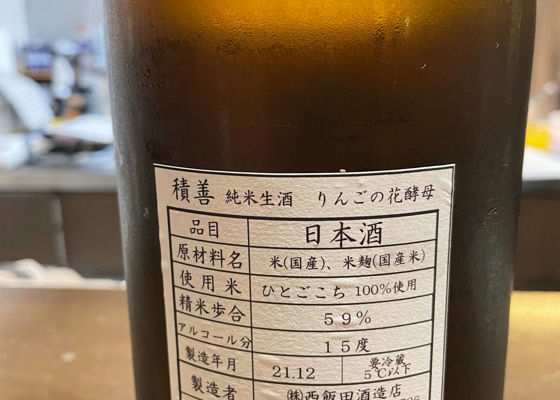 積善 純米生酒 りんごの花酵母
品目 日本酒
原材料名 米(国産)、米麹(国産米)
使用米 ひとごこち 100%使用
精米歩合 59%
アルコール分 15度
製造年月 21.12 要冷蔵 5℃以下
製造者 ㈱西飯田酒造店